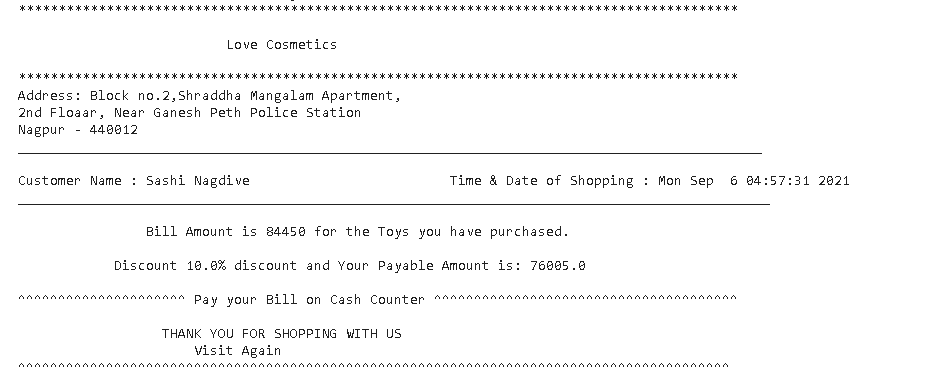 ******************************************************************************************
Love Cosmetics
******************************************************************************************
Address: Block no.2,Shraddha Mangalam Apartment,
2nd Floaar, Near Ganesh Peth Police Station
Nagpur - 440012
_____________________________________________________________________________________________
Customer Name : Sashi Nagdive Time & Date of Shopping : Mon Sep  6 04:57:31 2021
______________________________________________________________________________________________
Bill Amount is 84450 for the Toys you have purchased.
Discount 10.0% discount and Your Payable Amount is: 76005.0
^^^^^^^^^^^^^^^^^^^^^ Pay your Bill on Cash Counter ^^^^^^^^^^^^^^^^^^^^^^^^^^^^^^^^^^^^^^
THANK YOU FOR SHOPPING WITH US
Visit Again
^^^^^^^^^^^^^^^^^^^^^^^^^^^^^^^^^^^^^^^^^^^^^^^^^^^^^^^^^^^^^^^^^^^^^^^^^^^^^^^^^^^^^^^^^